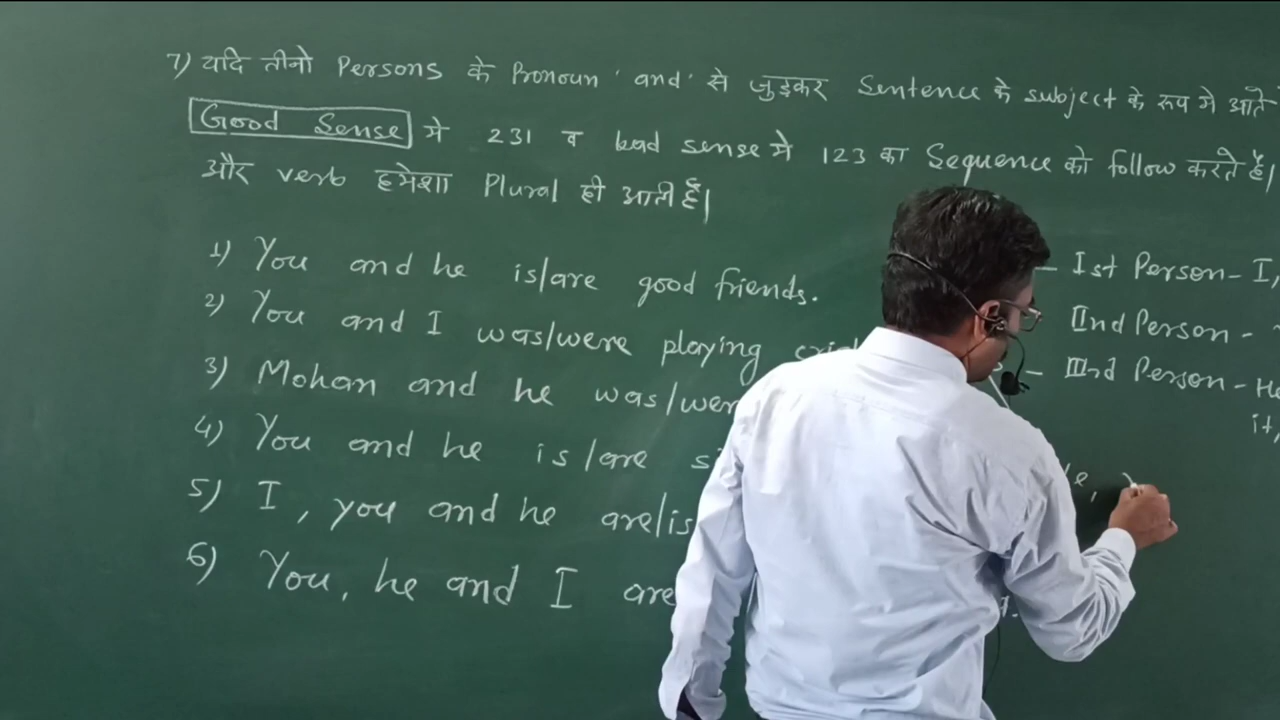 7) यदि तीनो Persons के Pronoun 'and' से जुड़कर Sentence के subject के रूप मे आते
Good Sense मे 231 व bad sense मे 123 का Sequence को follow करते हैं|
और verb हमेशा Plural ही आती हैं|
1) You and he is/are good friends.
2) You and I was/were playing
3) Mohan and he was/wer
4) You and he is/are si
5) I, you and he are/is
6) You, he and I are
- Ist Person - I,
IInd Person -
- IIIrd Person - He
it,